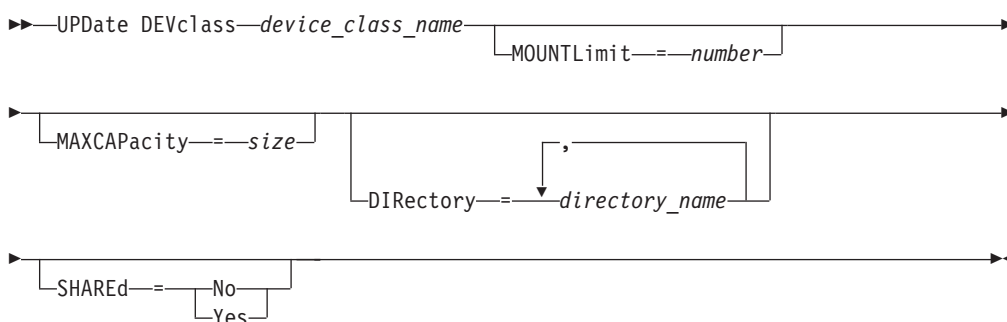 UPDate DEVclass device_class_name
MOUNTLimit = number
MAXCAPacity = size
,
DIRectory = directory_name
SHAREd = No
Yes